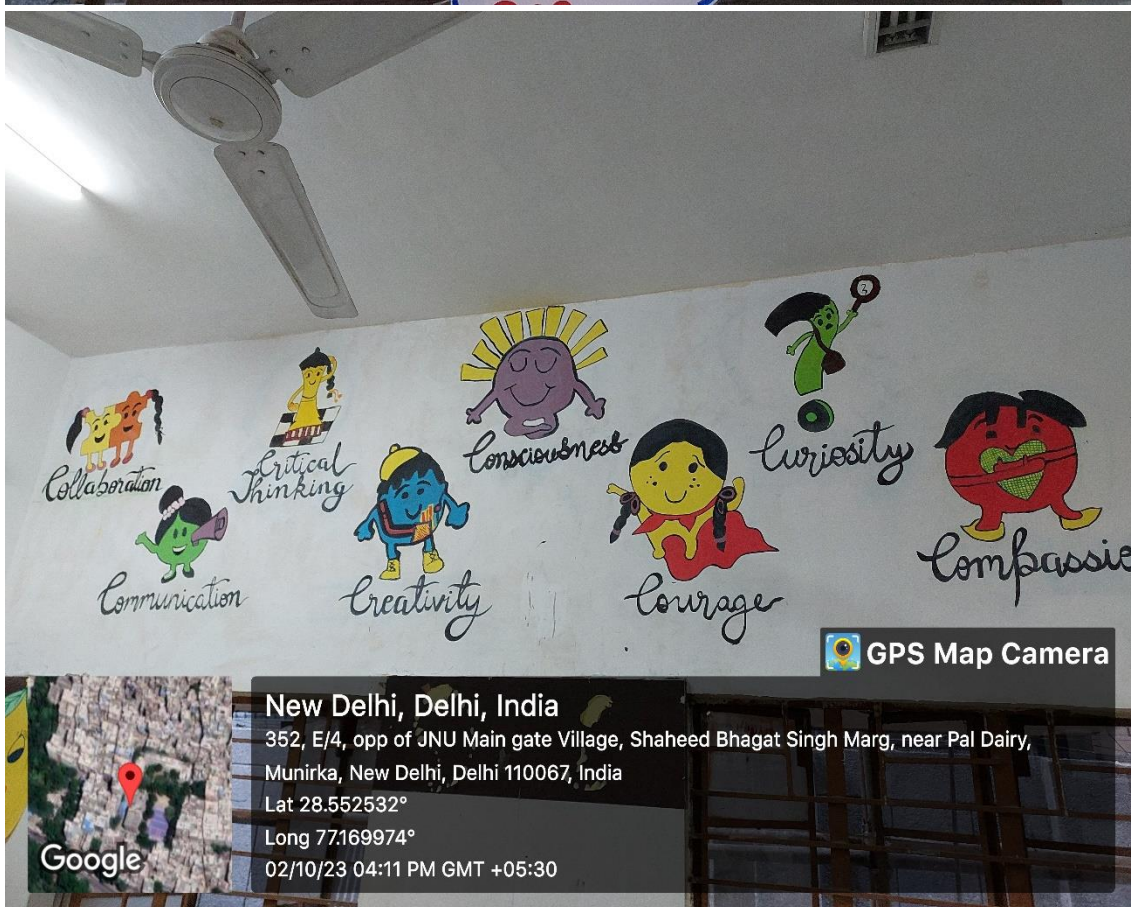 Collaboration
Critical
Thinking
Consciousness
Curiosity
Communication
Creativity
Courage
Compassio
GPS Map Camera
New Delhi, Delhi, India
352, E/4, opp of JNU Main gate Village, Shaheed Bhagat Singh Marg, near Pal Dairy,
Munirka, New Delhi, Delhi 110067, India
Lat 28.552532°
Long 77.169974°
02/10/23 04:11 PM GMT +05:30
Google